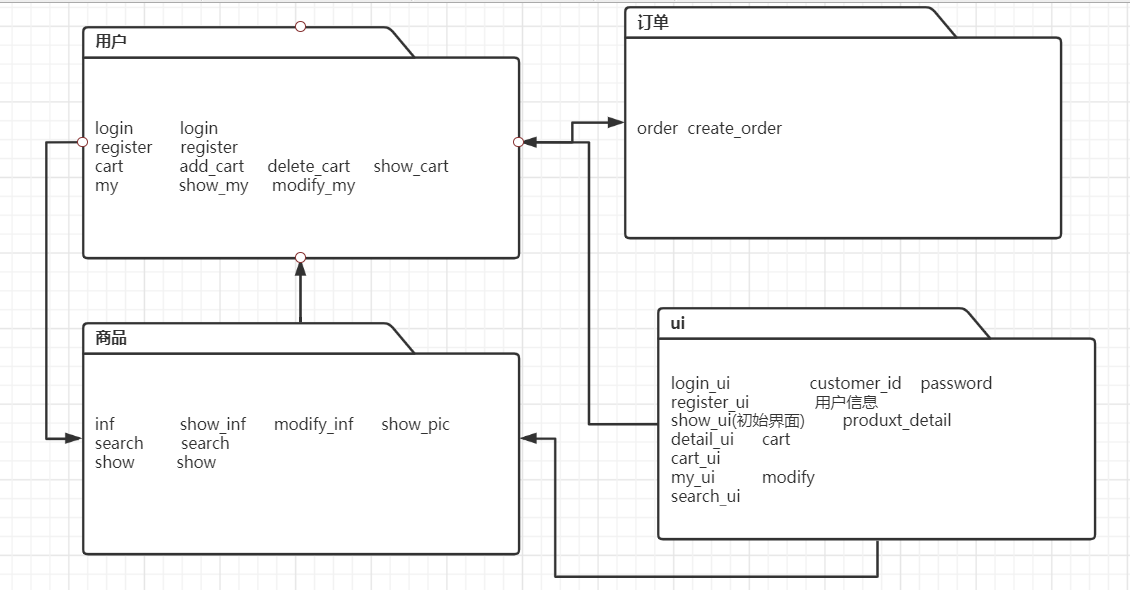 用户
login login
register register
cart add_cart delete_cart show_cart
my show_my modify_my
订单
order create_order
商品
inf show_inf modify_inf show_pic
search search
show show
ui
login_ui customer_id password
register_ui 用户信息
show_ui(初始界面) produxt_detail
detail_ui cart
cart_ui
my_ui modify
search_ui